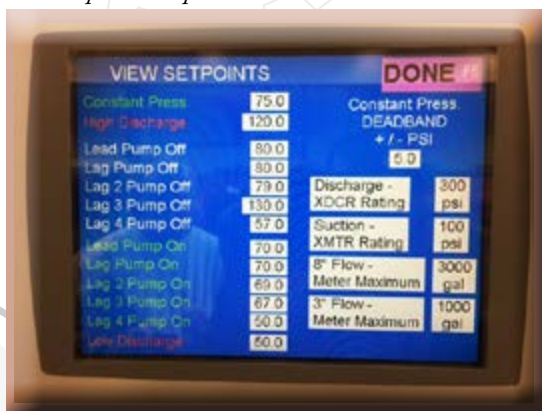 VIEW SETPOINTS
DONE
Constant Press 75.0
High Discharge 120.0
Lead Pump Off 80.0
Lag Pump Off 80.0
Lag 2 Pump Off 79.0
Lag 3 Pump Off 130.0
Lag 4 Pump Off 57.0
Lead Pump On 70.0
Lag Pump On 70.0
Lag 2 Pump On 69.0
Lag 3 Pump On 67.0
Lag 4 Pump On 50.0
Low Discharge 50.0
Constant Press.
DEADBAND
+ / - PSI
5.0
Discharge - 300
XDCR Rating psi
Suction - 100
XMTR Rating psi
8" Flow - 3000
Meter Maximum gal
3" Flow - 1000
Meter Maximum gal